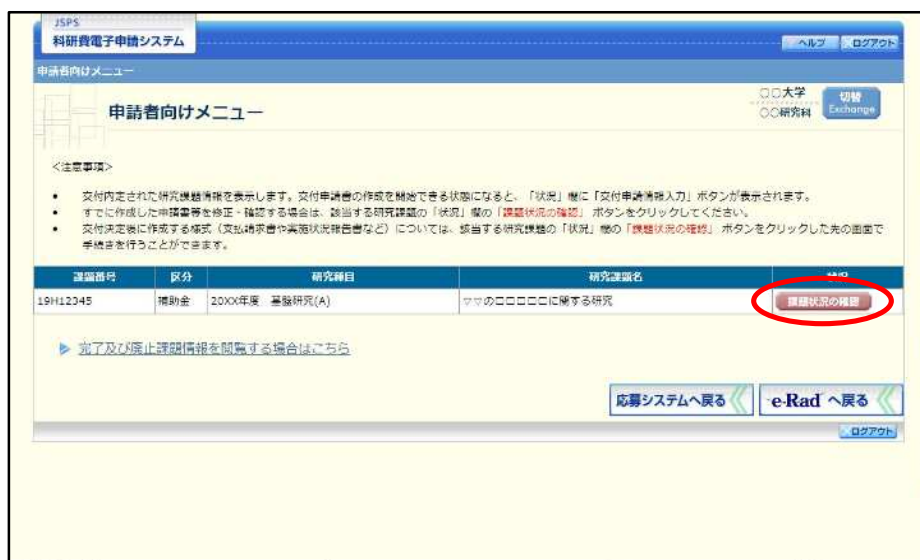 JSPS
科研費電子申請システム
ヘルプ ログアウト
申請者向けメニュー
申請者向けメニュー
〇〇大学
〇〇研究科
切替
Exchange
<注意事項>
• 交付内定された研究課題情報を表示します。交付申請書の作成を開始できる状態になると、「状況」欄に「交付申請情報入力」ボタンが表示されます。
• すでに作成した申請書等を修正・確認する場合は、該当する研究課題の「状況」欄の「課題状況の確認」 ボタンをクリックしてください。
• 交付決定後に作成する様式（支払請求書や実施状況報告書など）については、該当する研究課題の「状況」欄の「課題状況の確認」 ボタンをクリックした先の画面で
手続きを行うことができます。
課題番号 区分 研究種目 研究課題名 状況
19H12345 補助金 20XX年度 基盤研究(A) ▽▽の□□□□□に関する研究 課題状況の確認
完了及び廃止課題情報を閲覧する場合はこちら
応募システムへ戻る e-Rad へ戻る
ログアウト